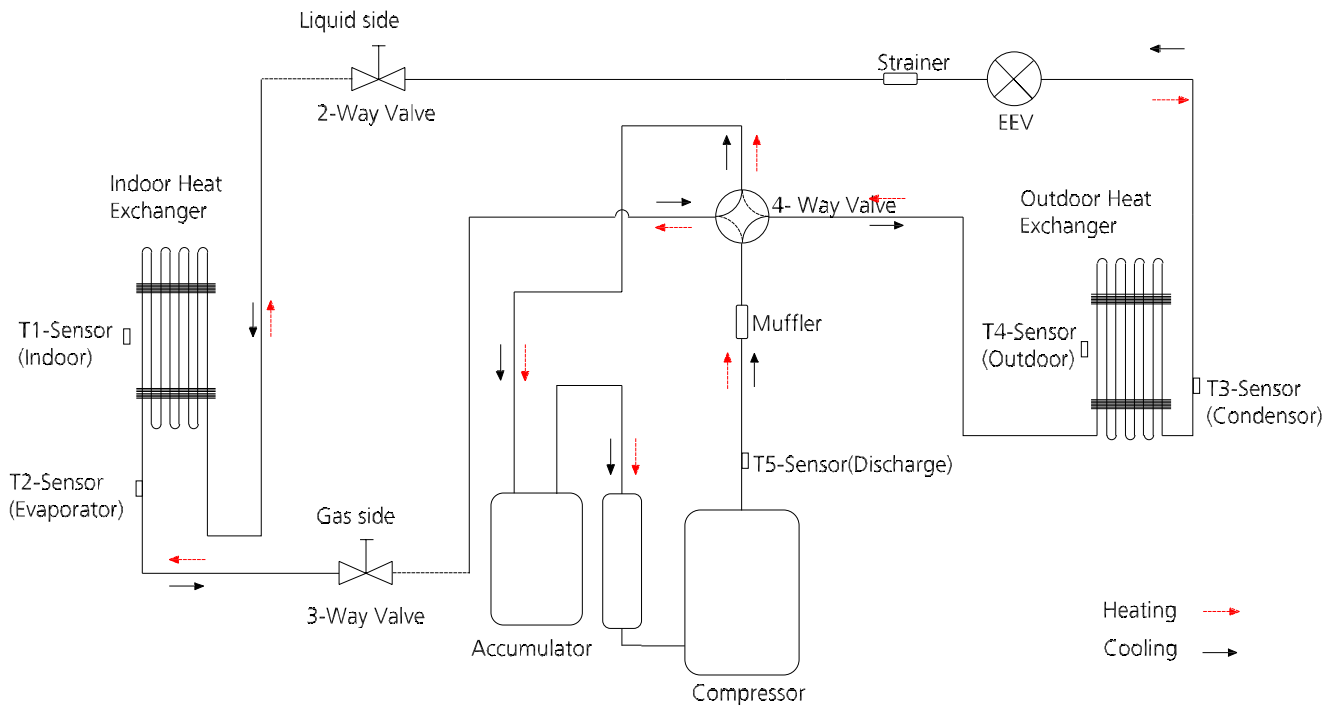 Liquid side
2-Way Valve
Strainer
EEV
Indoor Heat
Exchanger
4- Way Valve
Outdoor Heat
Exchanger
T1-Sensor
(Indoor)
Muffler
T4-Sensor
(Outdoor)
T3-Sensor
(Condensor)
T2-Sensor
(Evaporator)
T5-Sensor(Discharge)
Gas side
3-Way Valve
Accumulator
Compressor
Heating
Cooling